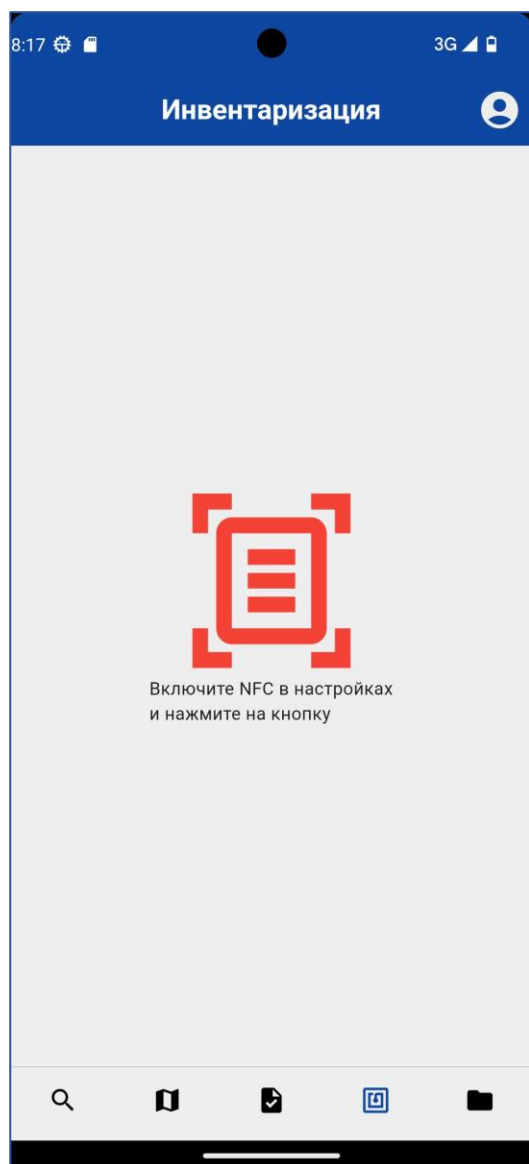 8:17
3G
Инвентаризация
Включите NFC в настройках
и нажмите на кнопку